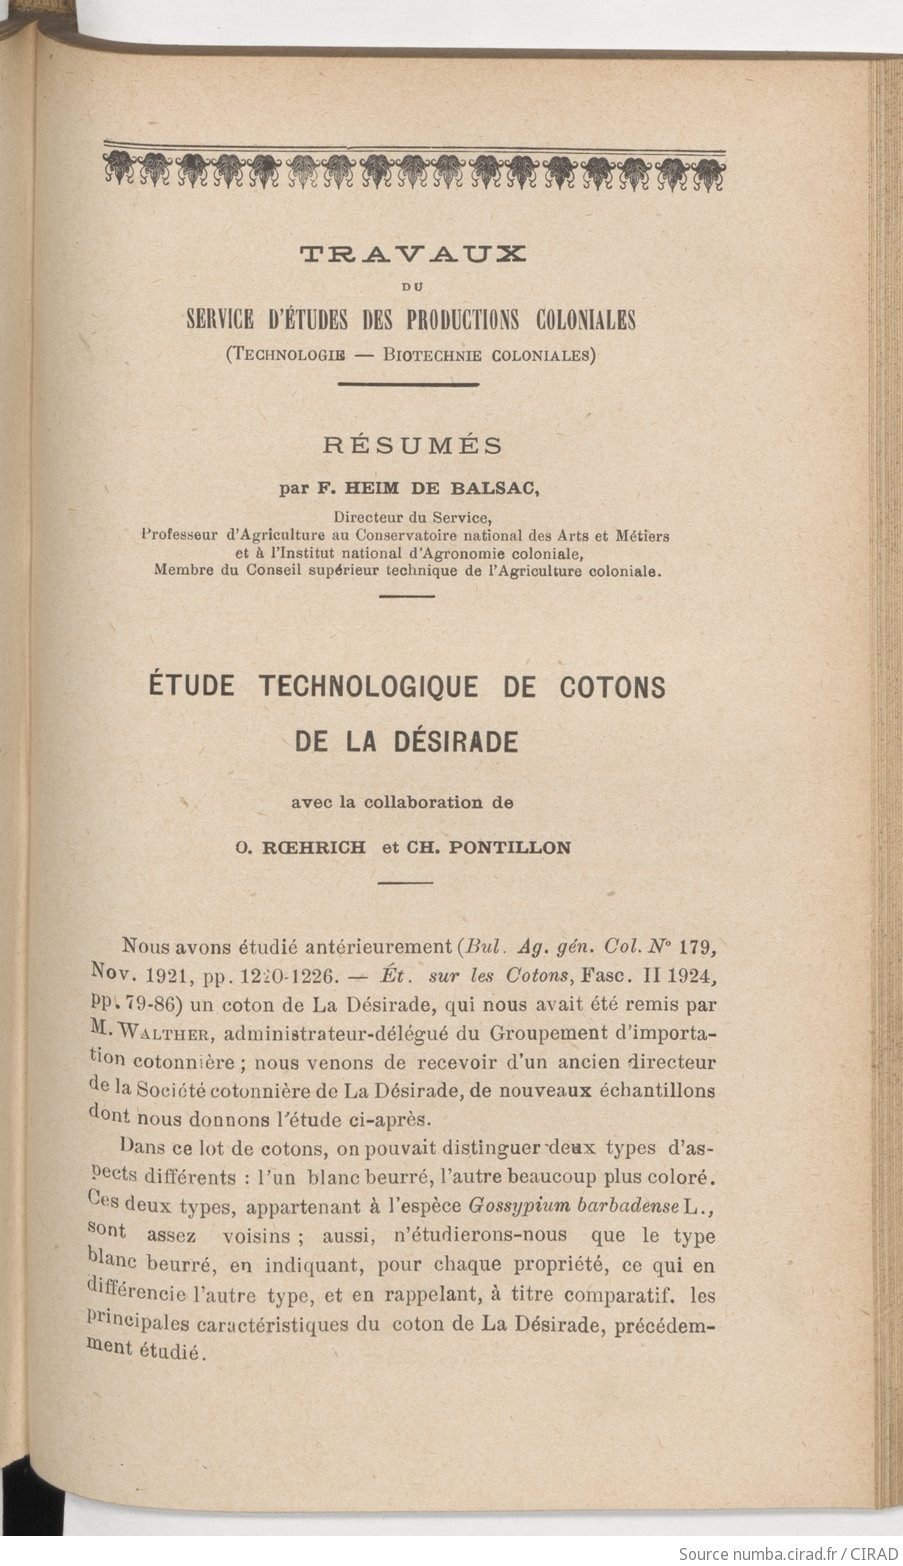 TRAVAUX
DU
SERVICE D'ÉTUDES DES PRODUCTIONS COLONIALES
(TECHNOLOGIE — BIOTECHNIE COLONIALES)
RÉSUMÉS
par F. HEIM DE BALSAC,
Directeur du Service,
Professeur d'Agriculture au Conservatoire national des Arts et Métiers
et à l'Institut national d'Agronomie coloniale,
Membre du Conseil supérieur technique de l'Agriculture coloniale.
ÉTUDE TECHNOLOGIQUE DE COTONS
DE LA DÉSIRADE
avec la collaboration de
O. RŒHRICH et CH. PONTILLON
Nous avons étudié antérieurement (Bul. Ag. gén. Col. N° 179,
Nov. 1921, pp. 1220-1226. — Ét. sur les Cotons, Fasc. II 1924,
pp. 79-86) un coton de La Désirade, qui nous avait été remis par
M. WALTHER, administrateur-délégué du Groupement d'importa-
tion cotonnière ; nous venons de recevoir d'un ancien directeur
de la Société cotonnière de La Désirade, de nouveaux échantillons
dont nous donnons l'étude ci-après.
Dans ce lot de cotons, on pouvait distinguer deux types d'as-
pects différents : l'un blanc beurré, l'autre beaucoup plus coloré.
Ces deux types, appartenant à l'espèce Gossypium barbadense L.,
sont assez voisins ; aussi, n'étudierons-nous que le type
blanc beurré, en indiquant, pour chaque propriété, ce qui en
différencie l'autre type, et en rappelant, à titre comparatif. les
principales caractéristiques du coton de La Désirade, précédem-
ment étudié.
Source numba.cirad.fr / CIRAD